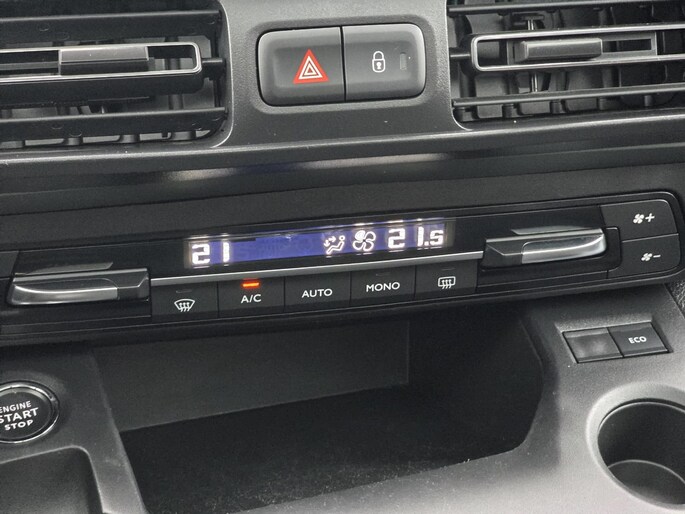 21 21.5
A/C AUTO MONO
ECO
ENGINE
START
STOP